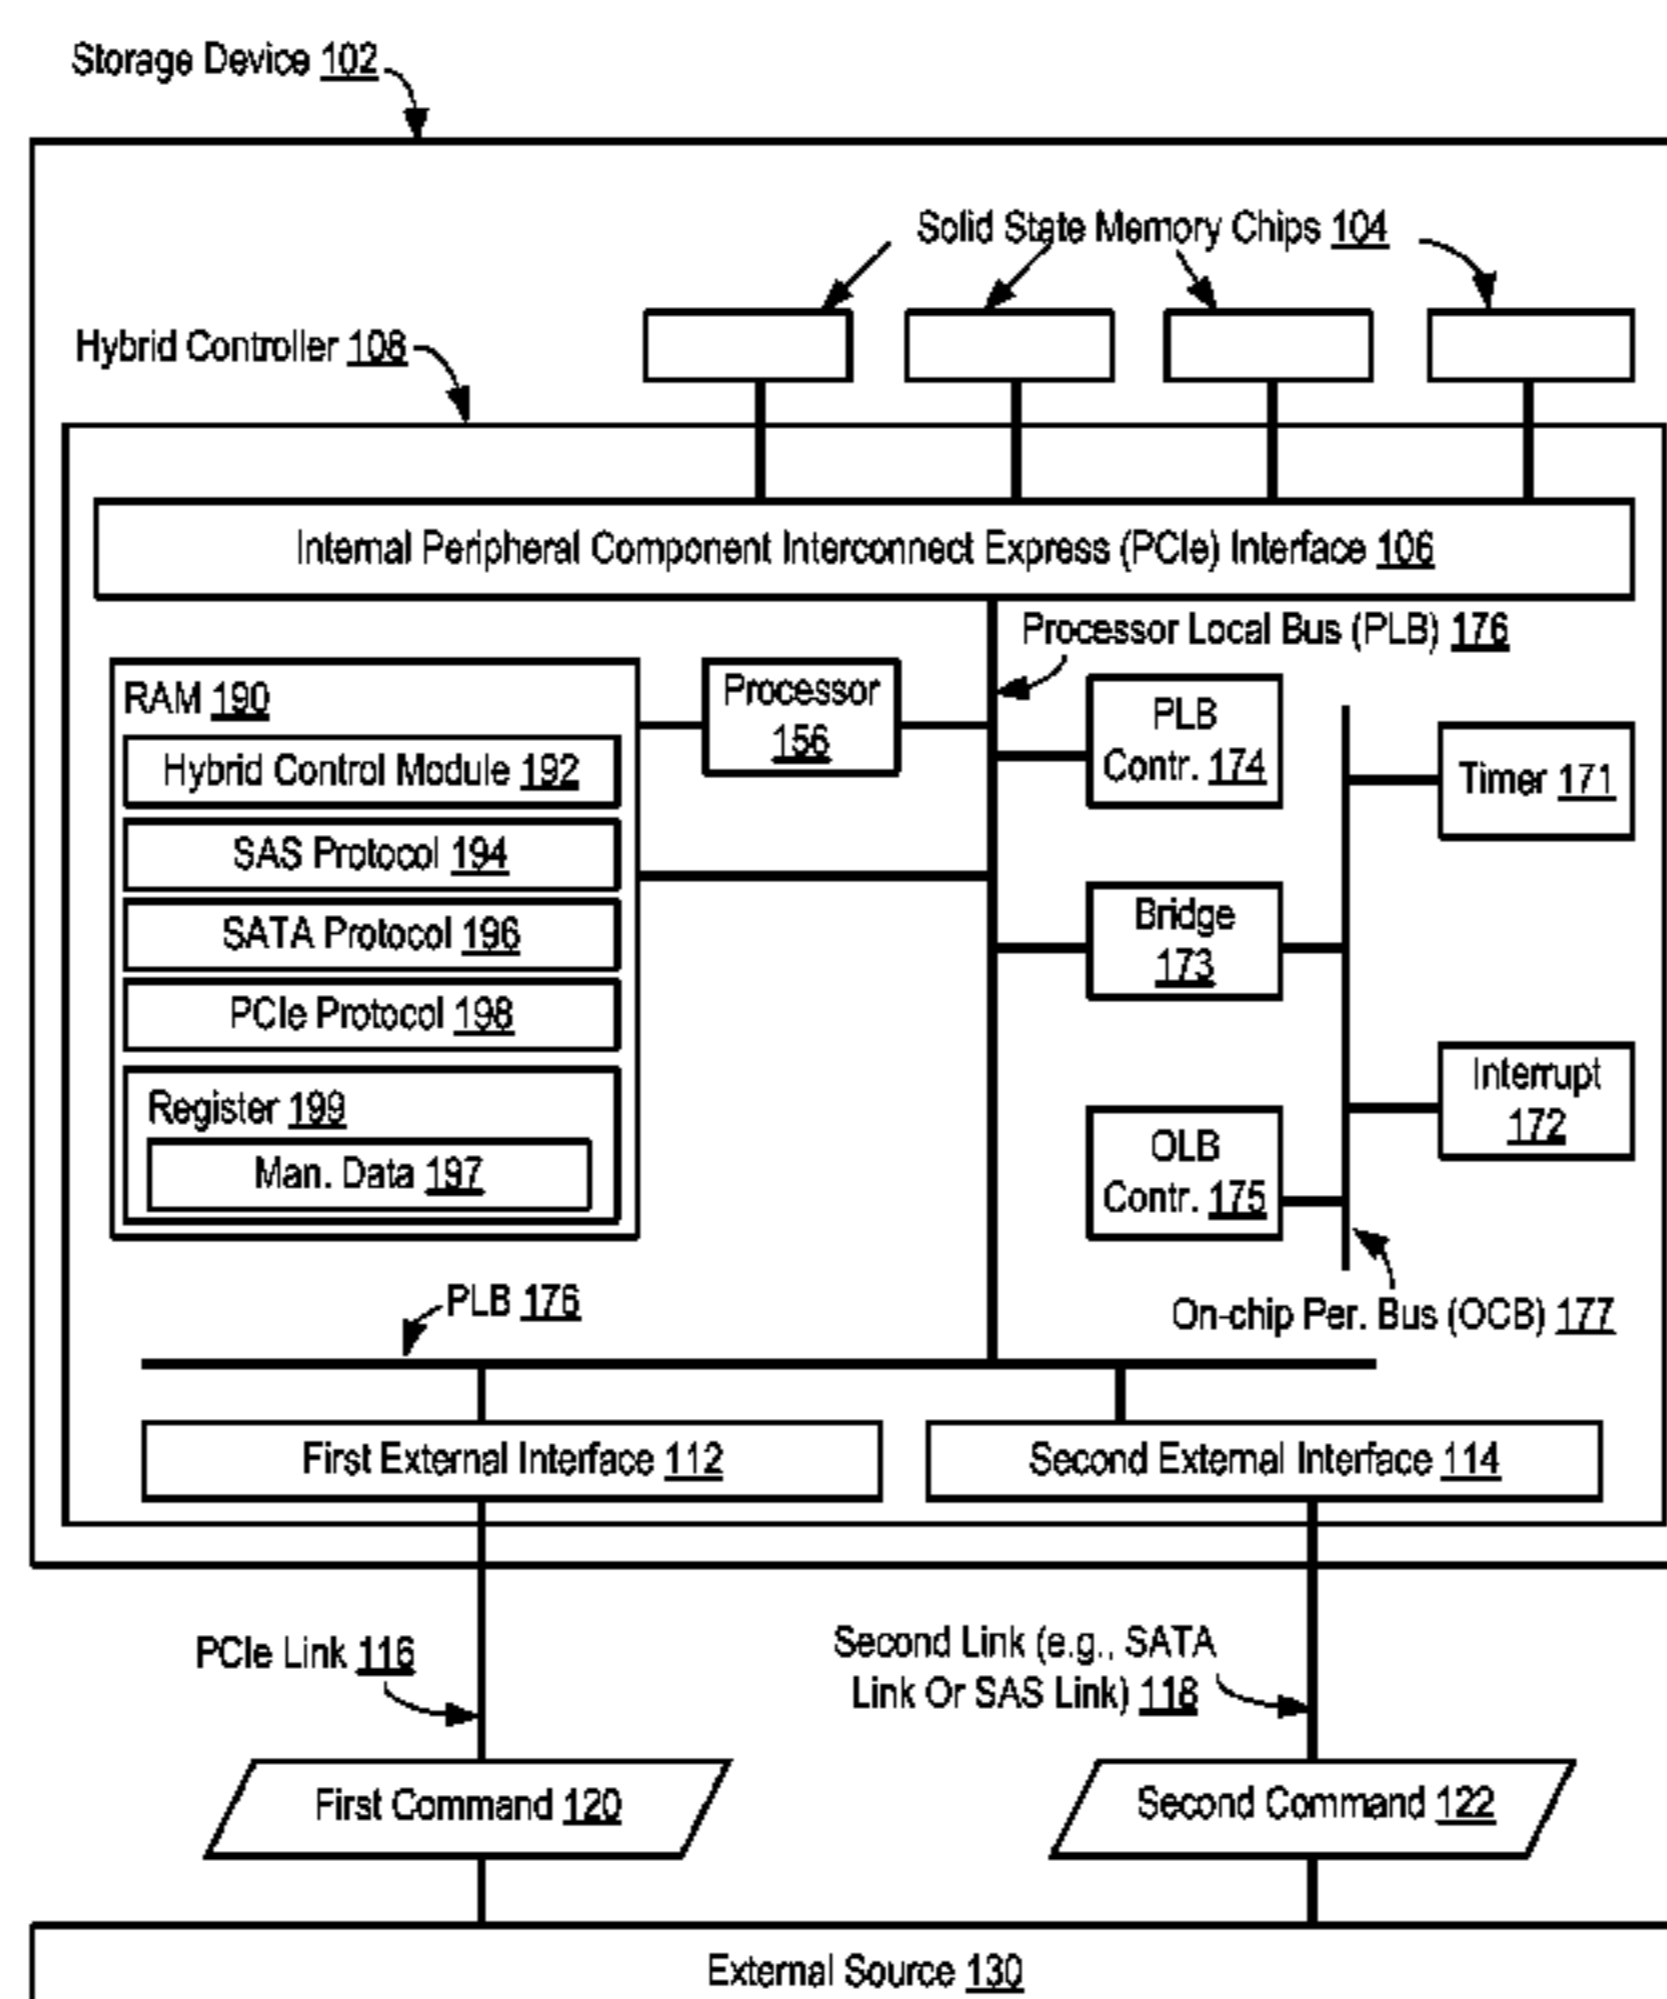 Storage Device 102
Solid State Memory Chips 104
Hybrid Controller 108
Internal Peripheral Component Interconnect Express (PCIe) Interface 106
Processor Local Bus (PLB) 176
RAM 190
Hybrid Control Module 192
SAS Protocol 194
SATA Protocol 196
PCIe Protocol 198
Register 199
Man. Data 197
Processor
156
PLB
Contr. 174
Timer 171
Bridge
173
Interrupt
172
OLB
Contr. 175
PLB 176
On-chip Per. Bus (OCB) 177
First External Interface 112
Second External Interface 114
PCIe Link 116
Second Link (e.g., SATA
Link Or SAS Link) 118
First Command 120
Second Command 122
External Source 130